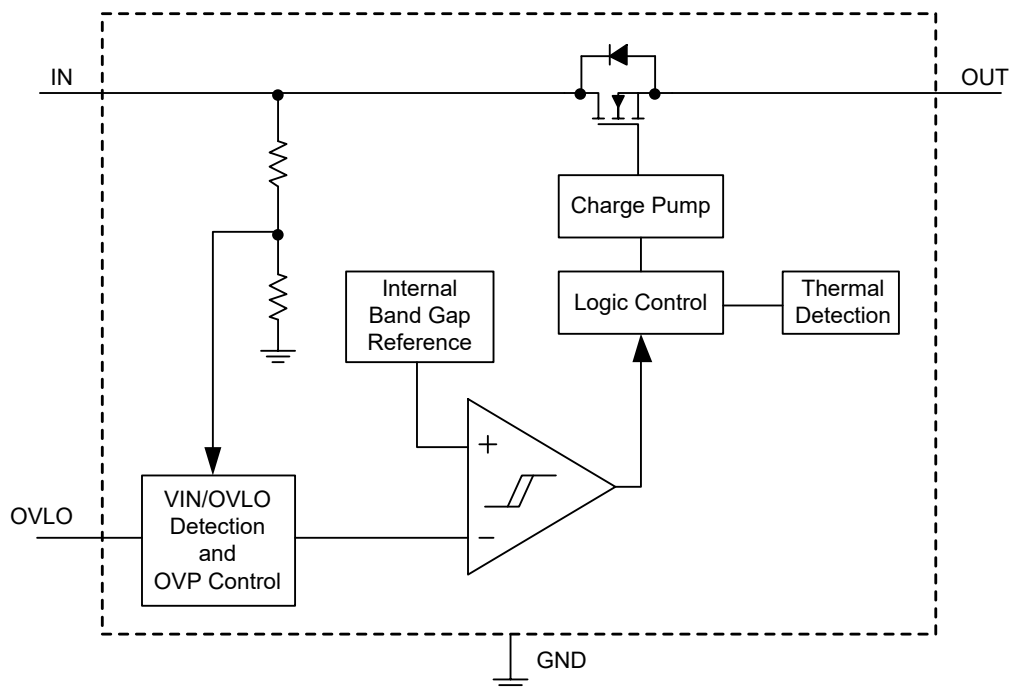 IN
OUT
Charge Pump
Internal
Band Gap
Reference
Logic Control
Thermal
Detection
+
−
OVLO
VIN/OVLO
Detection
and
OVP Control
GND